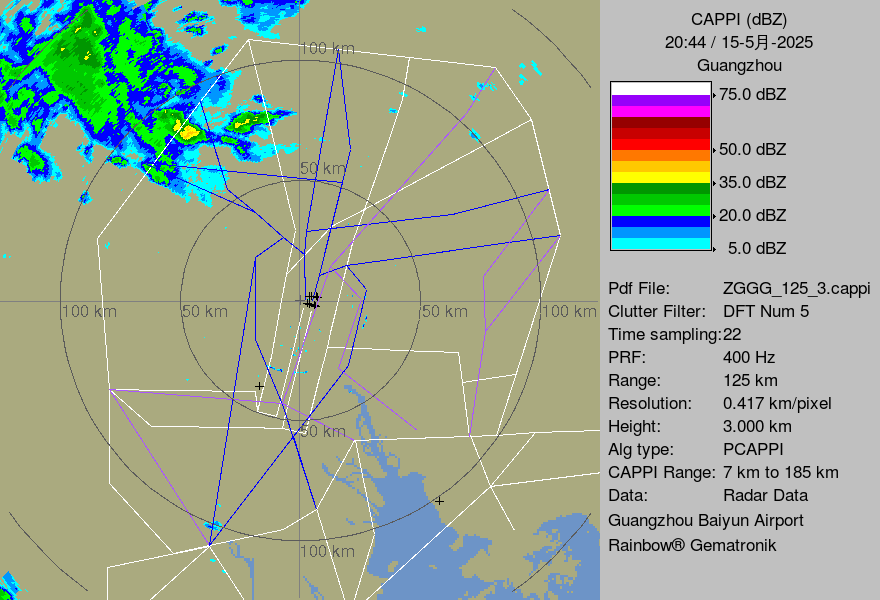 CAPPI (dBZ)
20:44 / 15-5月-2025
Guangzhou
75.0 dBZ
50.0 dBZ
35.0 dBZ
20.0 dBZ
5.0 dBZ
Pdf File: ZGGG_125_3.cappi
Clutter Filter: DFT Num 5
Time sampling:22
PRF: 400 Hz
Range: 125 km
Resolution: 0.417 km/pixel
Height: 3.000 km
Alg type: PCAPPI
CAPPI Range: 7 km to 185 km
Data: Radar Data
Guangzhou Baiyun Airport
Rainbow® Gematronik
100 km
50 km
100 km
50 km
50 km
100 km
50 km
100 km